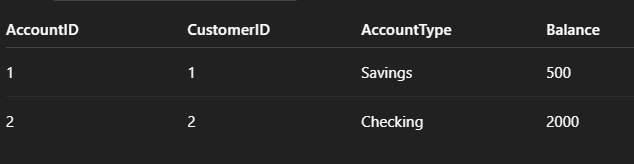 AccountID CustomerID AccountType Balance
1 1 Savings 500
2 2 Checking 2000